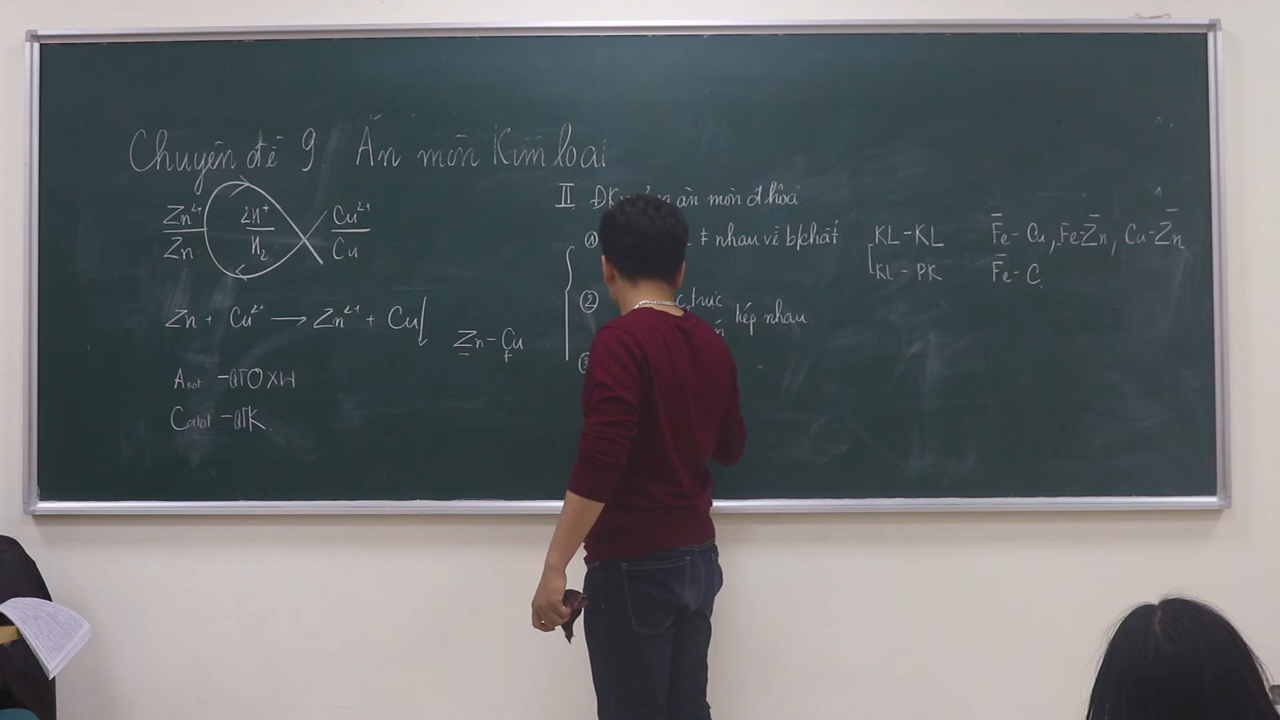 Chuyên đề 9. Ăn mòn Kim loại
Zn²⁺/Zn 2H⁺/H₂ Cu²⁺/Cu
Zn + Cu²⁺ → Zn²⁺ + Cu
Zn - Cu
Anot - QTOXH
Catot - QTK.
II. ĐK ăn mòn đ hóa
① ≠ nhau về b/chất
KL - KL
KL - PK
Fe - Cu, Fe - Zn, Cu - Zn
Fe - C.
② trực
tiếp nhau
③